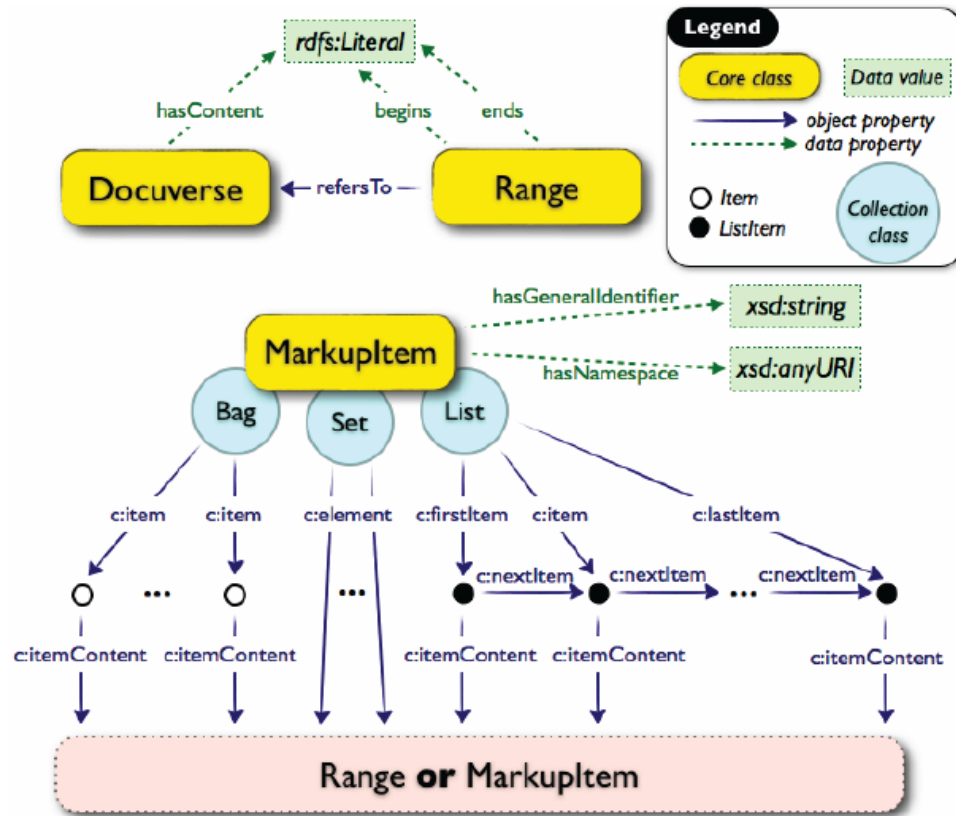 rdfs:Literal
hasContent
begins
ends
Docuverse
refersTo
Range
Legend
Core class
Data value
object property
data property
Item
ListItem
Collection
class
hasGeneralIdentifier
xsd:string
MarkupItem
hasNamespace
xsd:anyURI
Bag
Set
List
c:item
c:item
c:element
c:firstItem
c:item
c:lastItem
c:nextItem
c:nextItem
c:nextItem
...
...
...
c:itemContent
c:itemContent
c:itemContent
c:itemContent
c:itemContent
Range or MarkupItem